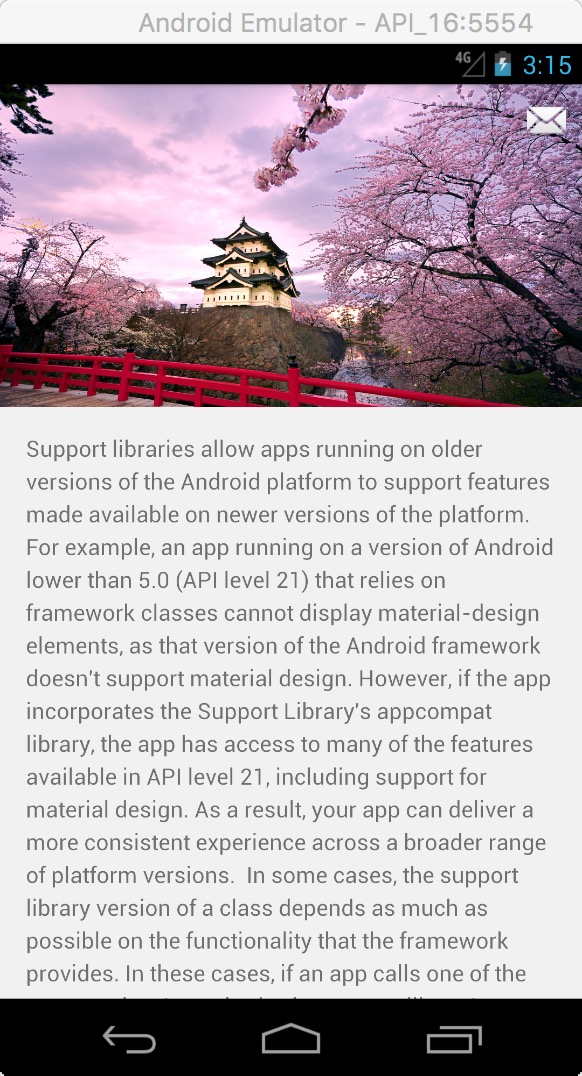 Android Emulator - API_16:5554
4G 3:15
Support libraries allow apps running on older
versions of the Android platform to support features
made available on newer versions of the platform.
For example, an app running on a version of Android
lower than 5.0 (API level 21) that relies on
framework classes cannot display material-design
elements, as that version of the Android framework
doesn't support material design. However, if the app
incorporates the Support Library's appcompat
library, the app has access to many of the features
available in API level 21, including support for
material design. As a result, your app can deliver a
more consistent experience across a broader range
of platform versions.  In some cases, the support
library version of a class depends as much as
possible on the functionality that the framework
provides. In these cases, if an app calls one of the